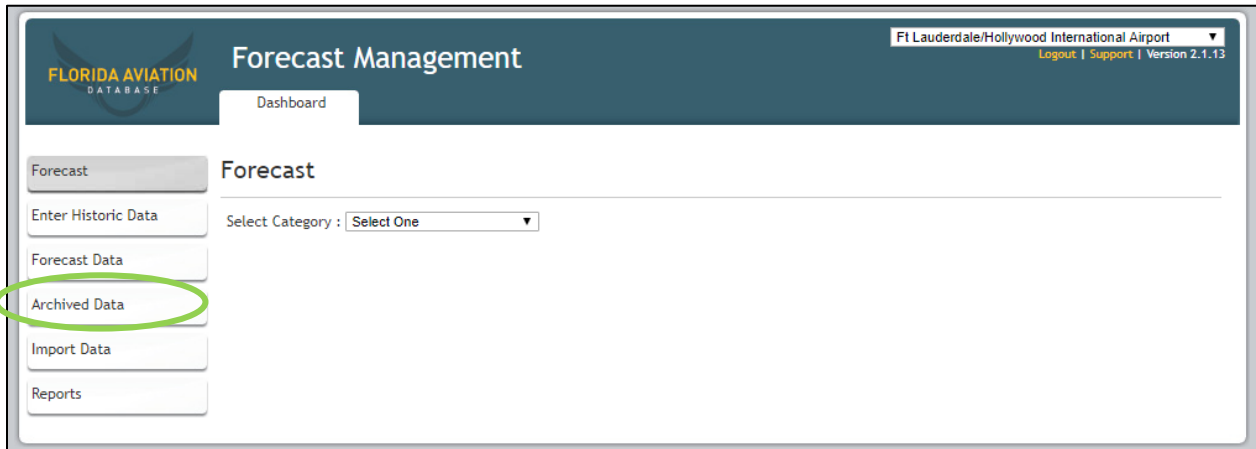 FLORIDA AVIATION
DATABASE
Forecast Management
Ft Lauderdale/Hollywood International Airport
Logout | Support | Version 2.1.13
Dashboard
Forecast
Enter Historic Data
Forecast Data
Archived Data
Import Data
Reports
Forecast
Select Category : Select One